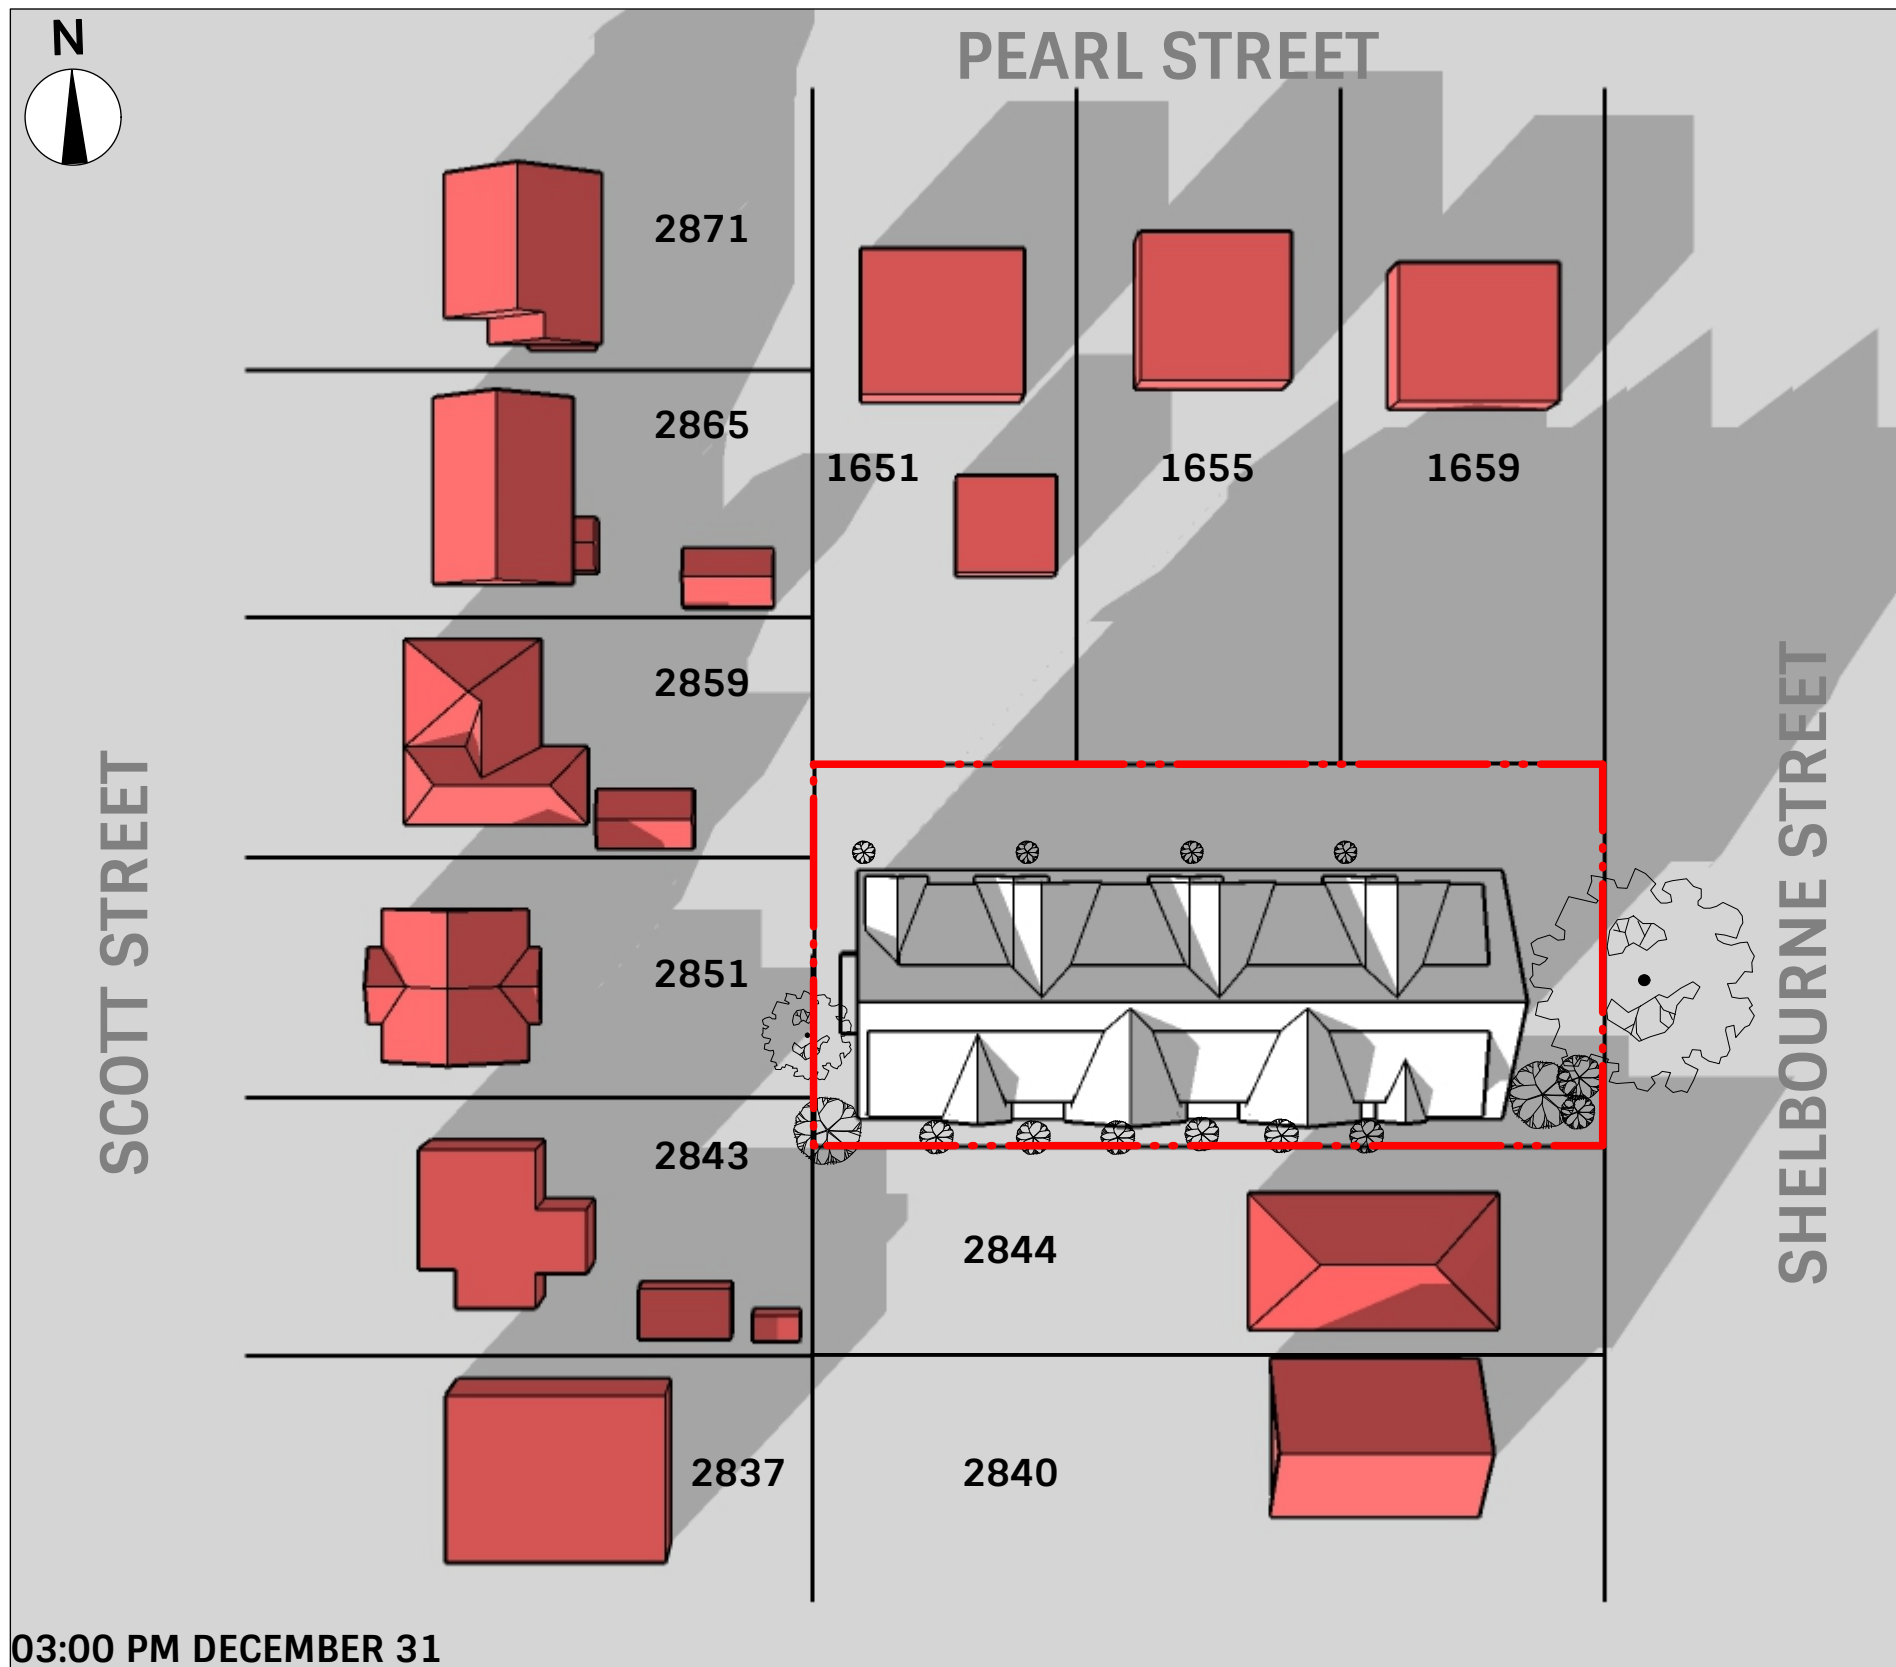 N
PEARL STREET
2871
2865
1651
1655
1659
2859
SCOTT STREET
SHELBOURNE STREET
2851
2843
2844
2837
2840
03:00 PM DECEMBER 31